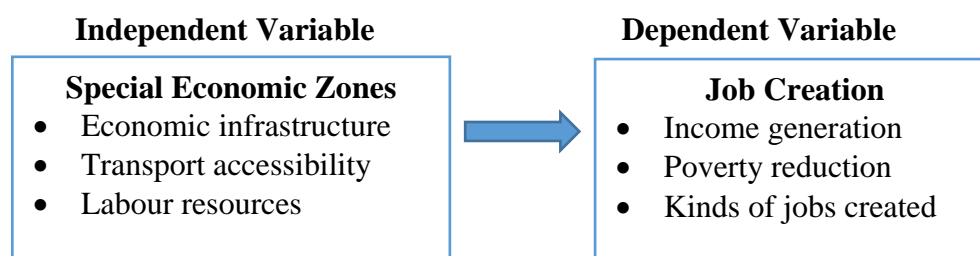 Independent Variable
Special Economic Zones
• Economic infrastructure
• Transport accessibility
• Labour resources
Dependent Variable
Job Creation
• Income generation
• Poverty reduction
• Kinds of jobs created